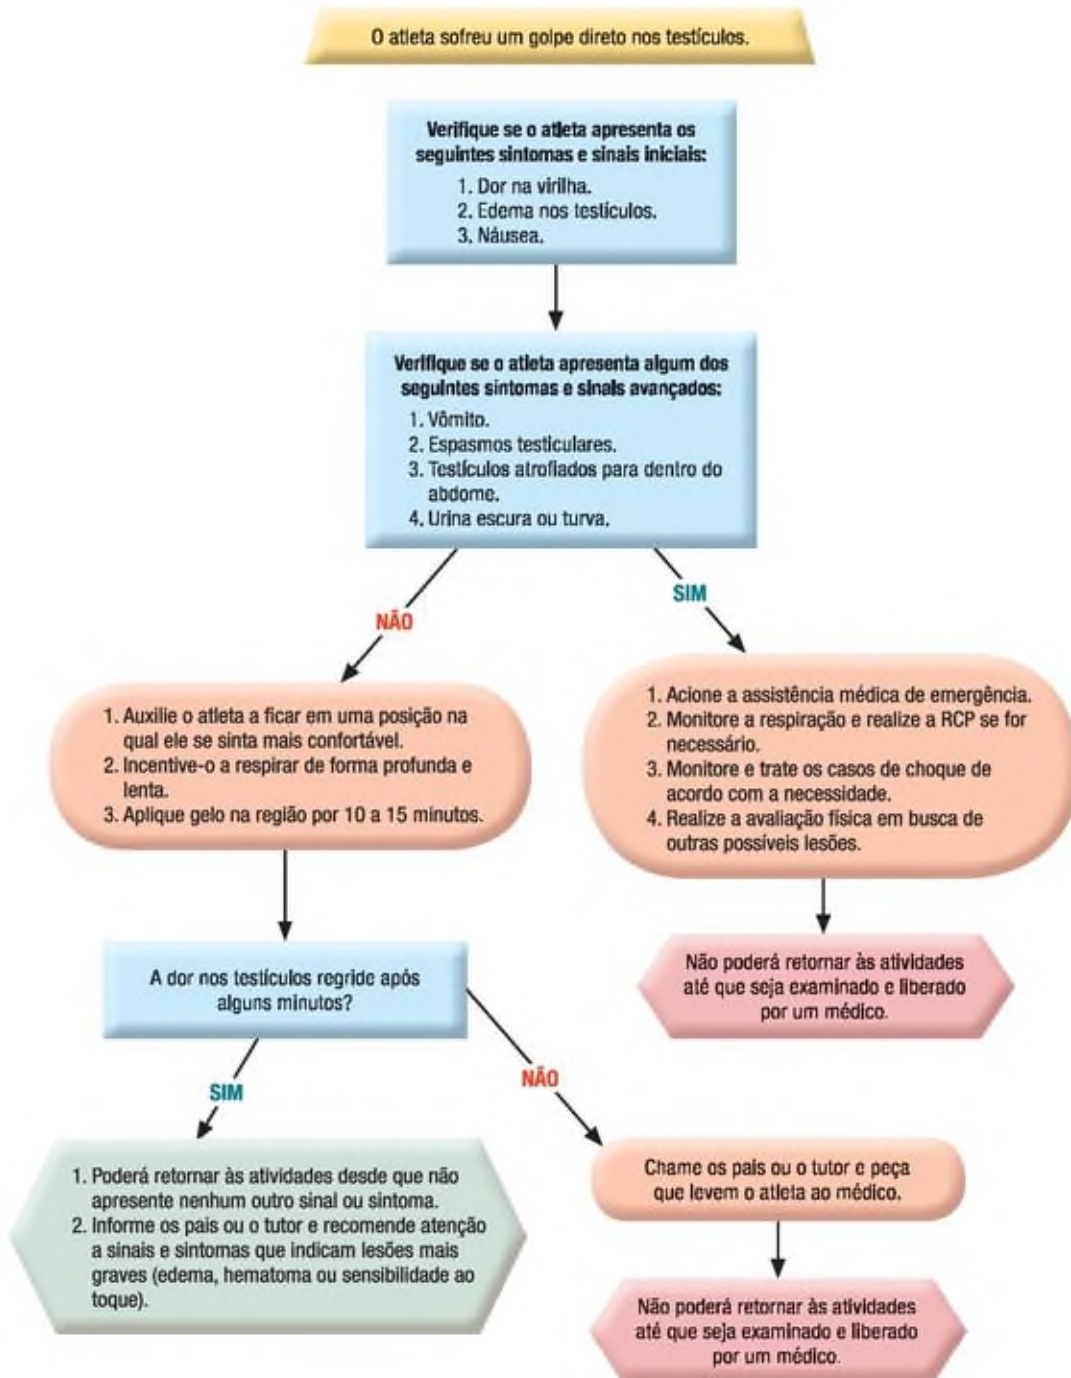 O atleta sofreu um golpe direto nos testículos.
Verifique se o atleta apresenta os
seguintes sintomas e sinais iniciais:
1. Dor na virilha.
2. Edema nos testículos.
3. Náusea.
Verifique se o atleta apresenta algum dos
seguintes sintomas e sinais avançados:
1. Vômito.
2. Espasmos testiculares.
3. Testículos atrofiados para dentro do
abdome.
4. Urina escura ou turva.
NÃO
SIM
1. Auxilie o atleta a ficar em uma posição na
qual ele se sinta mais confortável.
2. Incentive-o a respirar de forma profunda e
lenta.
3. Aplique gelo na região por 10 a 15 minutos.
1. Acione a assistência médica de emergência.
2. Monitore a respiração e realize a RCP se for
necessário.
3. Monitore e trate os casos de choque de
acordo com a necessidade.
4. Realize a avaliação física em busca de
outras possíveis lesões.
A dor nos testículos regride após
alguns minutos?
Não poderá retornar às atividades
até que seja examinado e liberado
por um médico.
SIM
NÃO
1. Poderá retornar às atividades desde que não
apresente nenhum outro sinal ou sintoma.
2. Informe os pais ou o tutor e recomende atenção
a sinais e sintomas que indicam lesões mais
graves (edema, hematoma ou sensibilidade ao
toque).
Chame os pais ou o tutor e peça
que levem o atleta ao médico.
Não poderá retornar às atividades
até que seja examinado e liberado
por um médico.